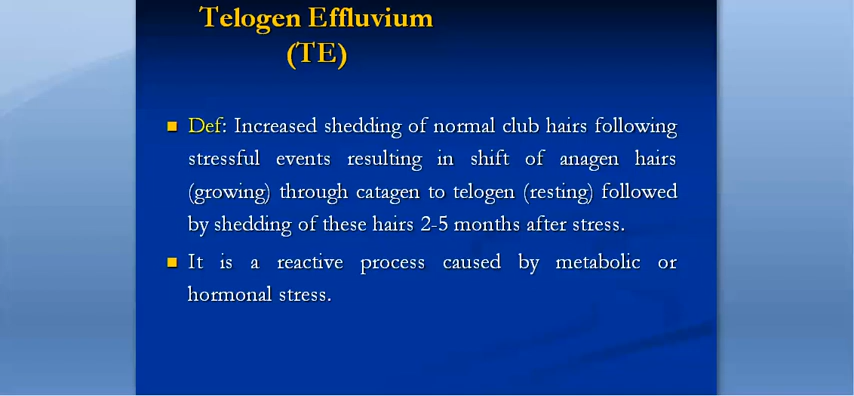 Telogen Effluvium
(TE)
Def: Increased shedding of normal club hairs following
stressful events resulting in shift of anagen hairs
(growing) through catagen to telogen (resting) followed
by shedding of these hairs 2-5 months after stress.
It is a reactive process caused by metabolic or
hormonal stress.